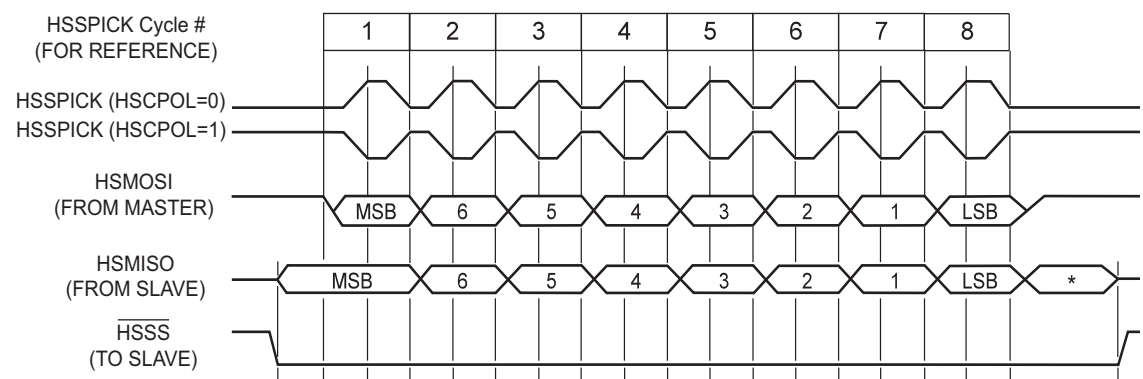 HSSPICK Cycle #
(FOR REFERENCE)
1 2 3 4 5 6 7 8
HSSPICK (HSCPOL=0)
HSSPICK (HSCPOL=1)
HSMOSI
(FROM MASTER)
MSB 6 5 4 3 2 1 LSB
HSMISO
(FROM SLAVE)
MSB 6 5 4 3 2 1 LSB *
HSSS
(TO SLAVE)